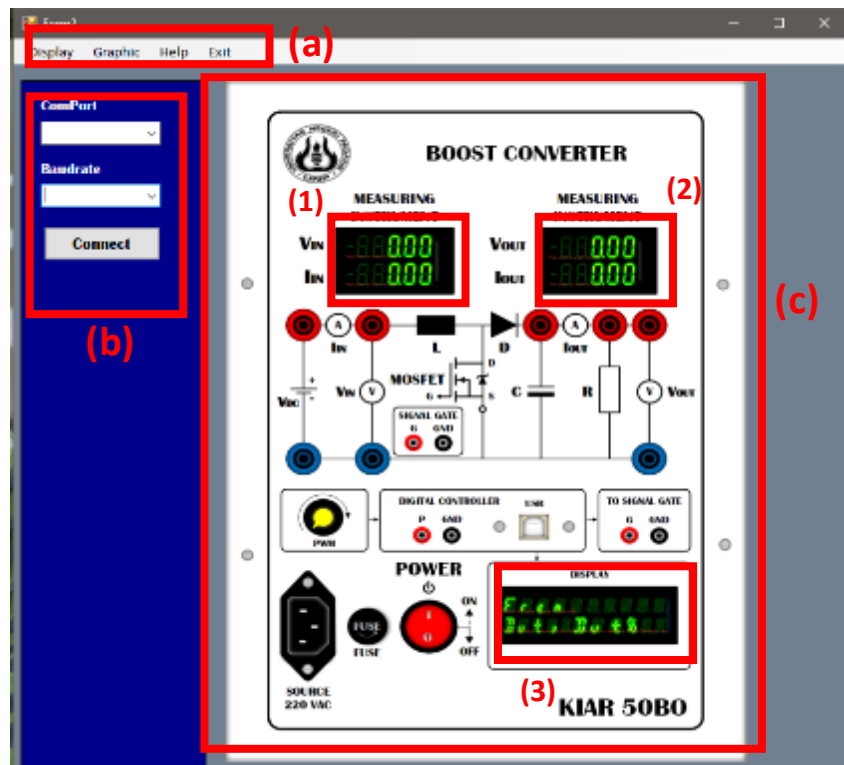 Display Graphic Help Exit
(a)
ComPort
Baudrate
Connect
(b)
(c)
BOOST CONVERTER
(1)
MEASURING
(2)
MEASURING
VIN
0.00
IIN
0.00
VOUT
0.00
IOUT
0.00
A
A
IIN
L
D
IOUT
D
MOSFET
G
S
VDC
+
-
VIN
V
C
R
V
VOUT
SIGNAL GATE
G GND
DIGITAL CONTROLLER
P GND
USB
TO SIGNAL GATE
G GND
PWM
POWER
I
O
ON
OFF
FUSE
FUSE
SOURCE
220 VAC
DISPLAY
(3)
KIAR 50BO